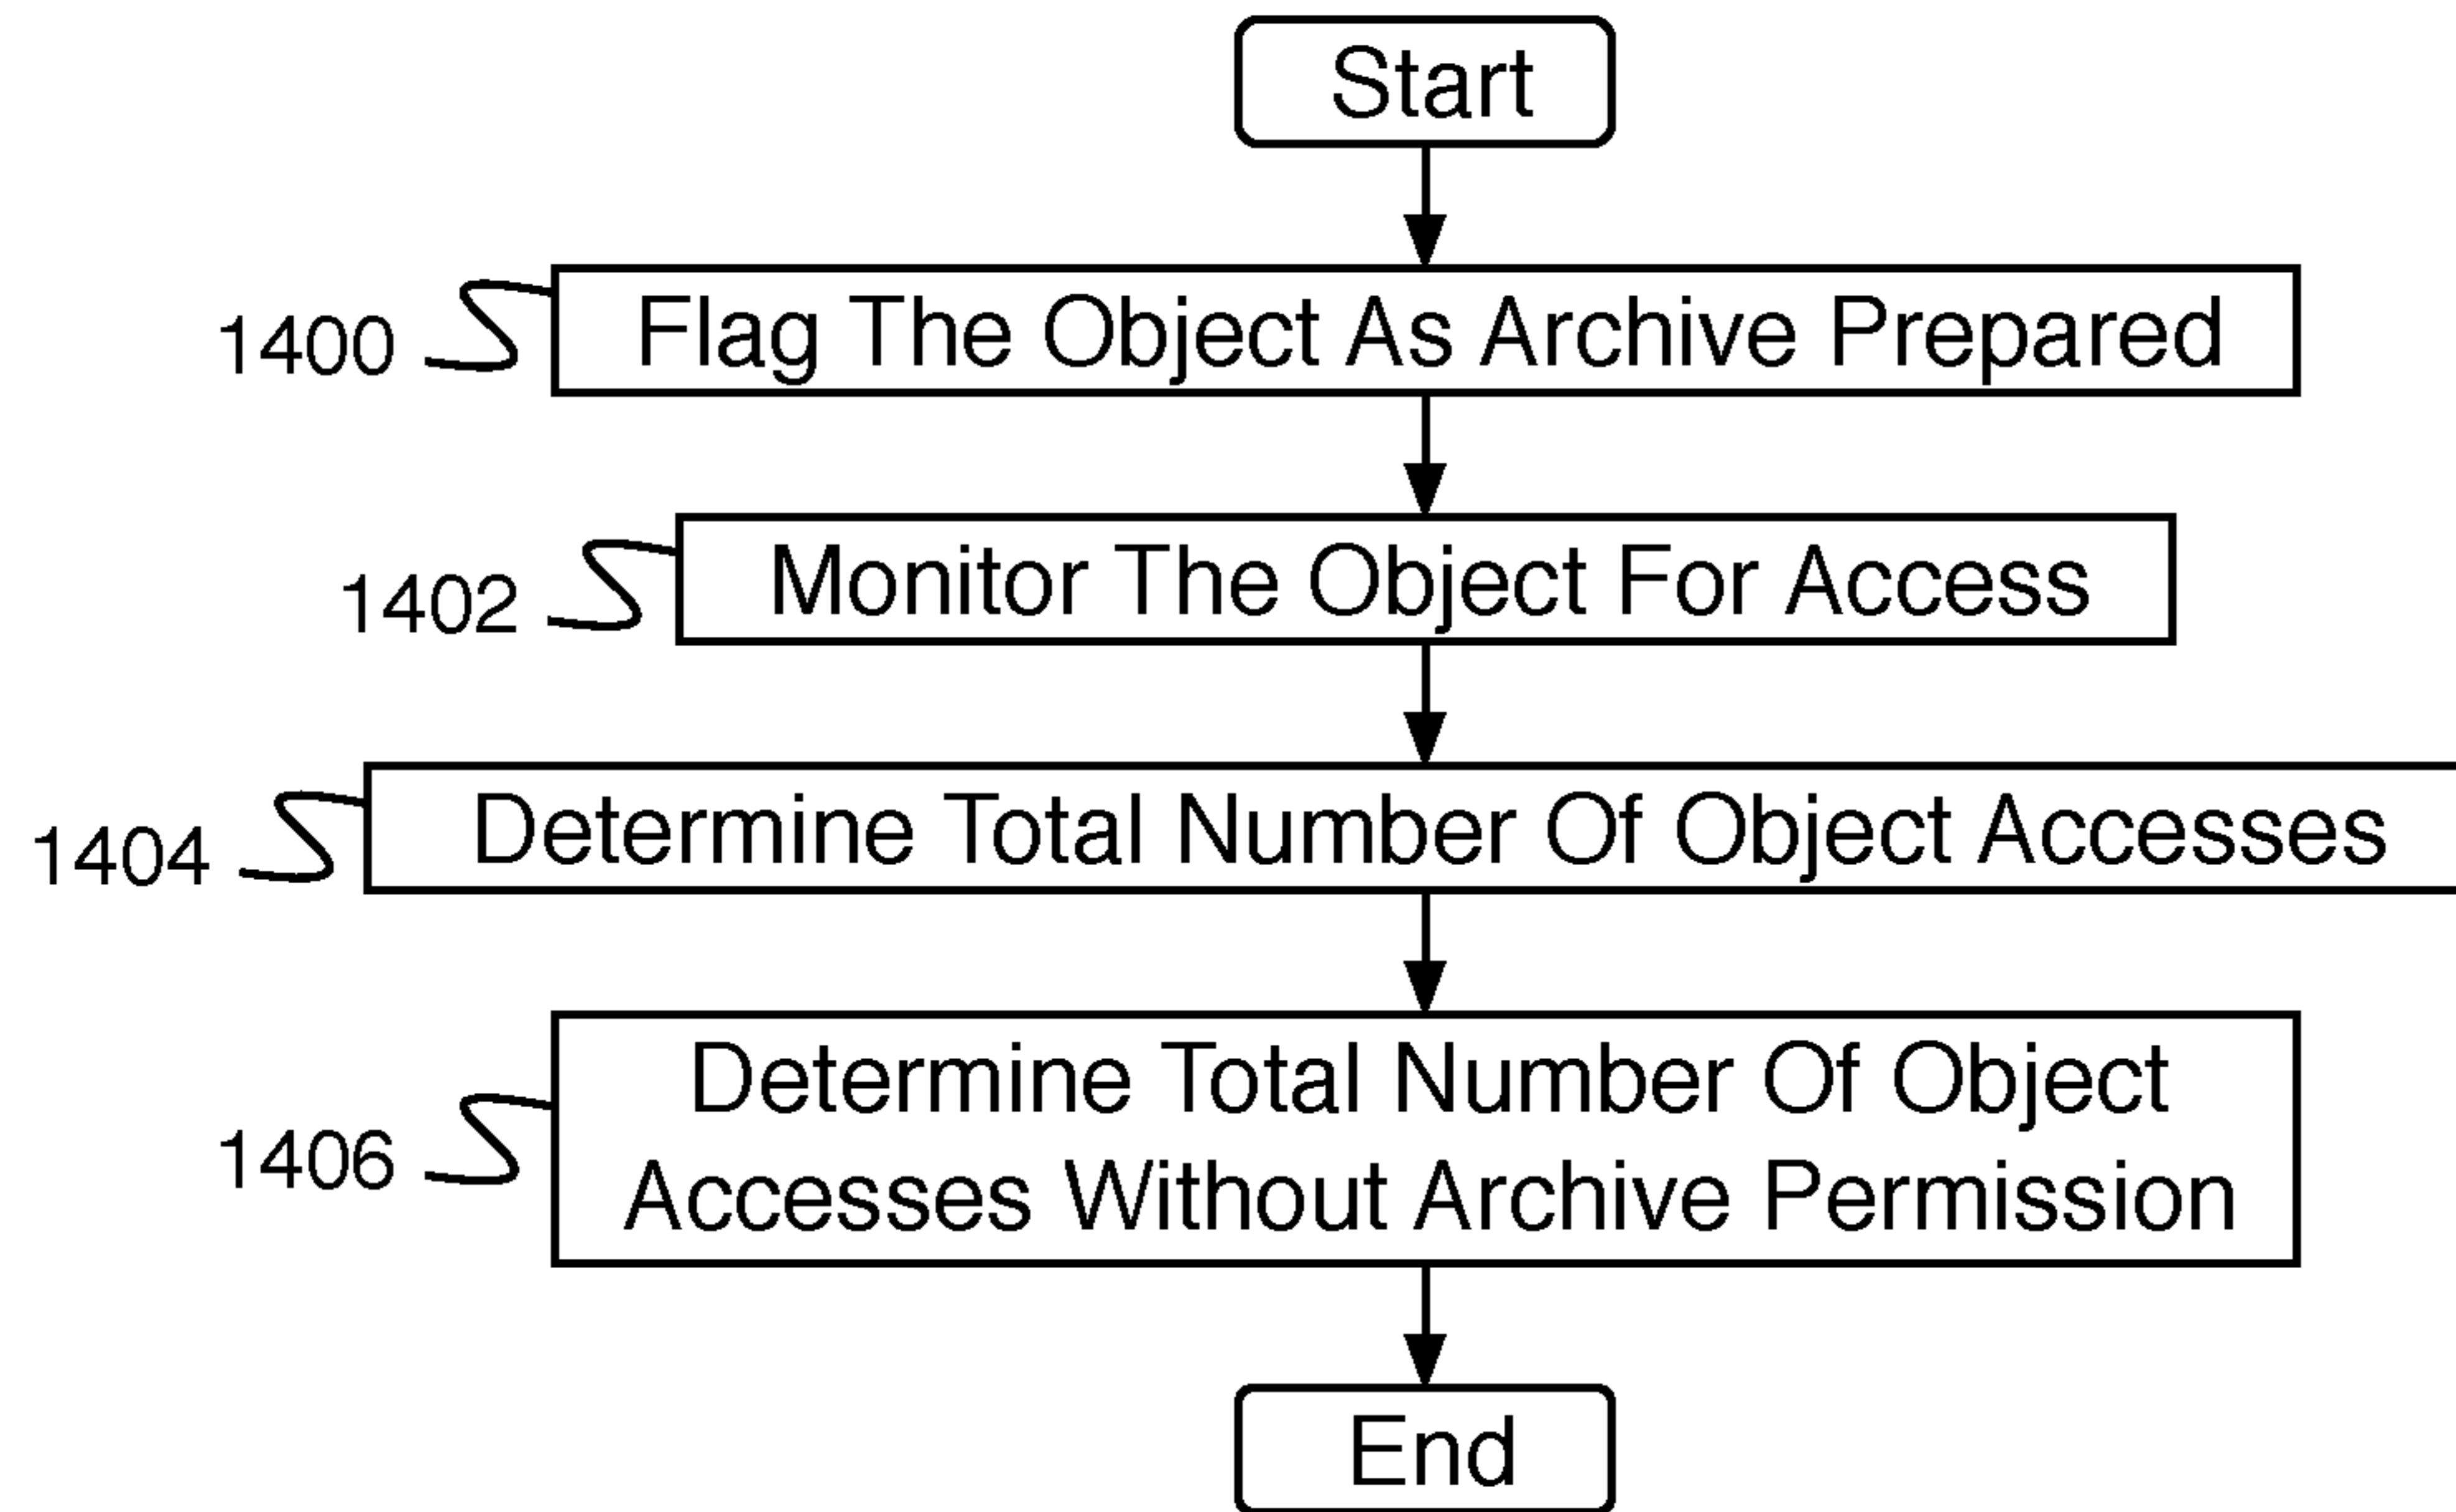 Start
1400
Flag The Object As Archive Prepared
1402
Monitor The Object For Access
1404
Determine Total Number Of Object Accesses
1406
Determine Total Number Of Object
Accesses Without Archive Permission
End